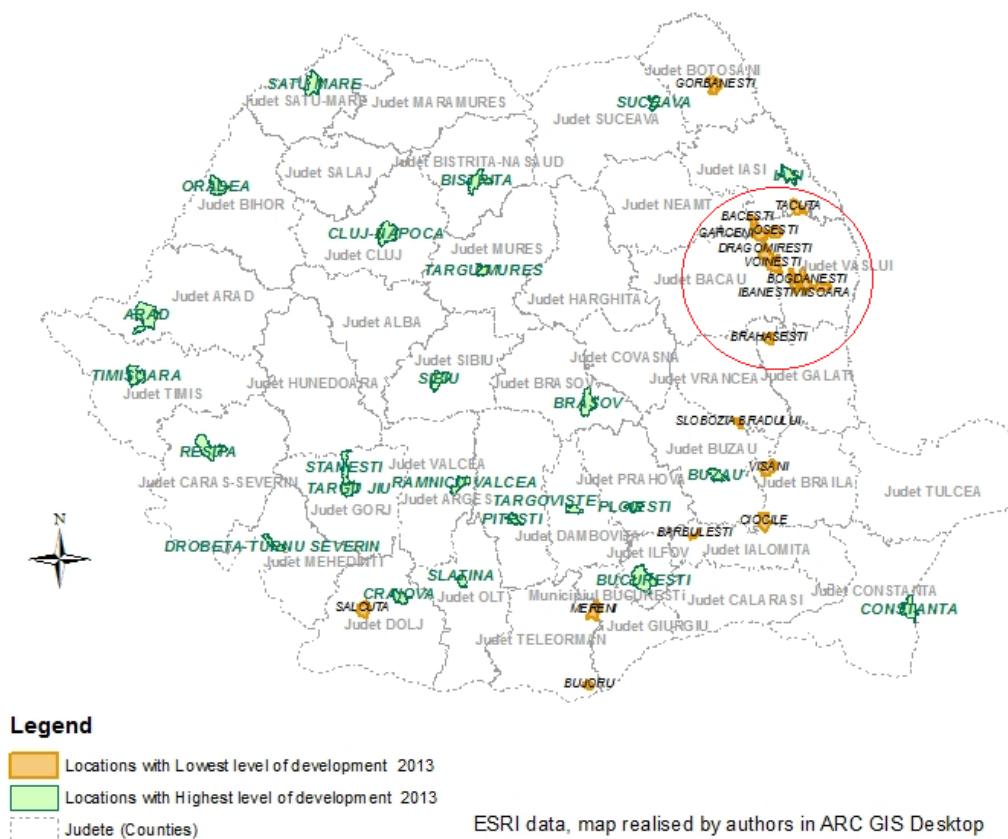 Judet BOTOSANI
GORBANESTI
SATU MARE
Judet SATU-MARE
Judet MARAMURES
SUCEAVA
Judet SUCEAVA
Judet BISTRITA-NASAUD
BISTRITA
Judet SALAJ
Judet IASI
IASI
ORADEA
Judet BIHOR
Judet NEAMT
TACUTA
BACESTI
GARCENI
OSESTI
CLUJ-NAPOCA
Judet CLUJ
Judet MURES
TARGU MURES
DRAGOMIRESTI
VOINESTI
Judet VASLUI
Judet BACAU
BOGDANESTI
IBANESTI
VIISOARA
Judet ARAD
ARAD
Judet HARGHITA
Judet ALBA
BRAHASESTI
TIMISOARA
Judet TIMIS
Judet HUNEDOARA
Judet SIBIU
SIBIU
Judet COVASNA
Judet BRASOV
BRASOV
Judet VRANCEA
Judet GALATI
SLOBOZIA BRADULUI
RESITA
Judet CARAS-SEVERIN
STANESTI
TARGU JIU
Judet GORJ
Judet VALCEA
RAMNICU VALCEA
Judet ARGES
TARGOVISTE
PITESTI
Judet PRAHOVA
PLOIESTI
Judet BUZAU
BUZAU
VISANI
Judet BRAILA
Judet TULCEA
Judet DAMBOVITA
BARBULESTI
CIOCILE
DROBETA-TURNU SEVERIN
Judet MEHEDINTI
Judet ILFOV
Judet IALOMITA
SLATINA
Judet OLT
CRAIOVA
SALCUTA
Judet DOLJ
BUCURESTI
Municipiul BUCURESTI
MERENI
Judet GIURGIU
Judet CALARASI
Judet CONSTANTA
CONSTANTA
Judet TELEORMAN
BUJORU
N
Legend
Locations with Lowest level of development 2013
Locations with Highest level of development 2013
Judete (Counties)
ESRI data, map realised by authors in ARC GIS Desktop